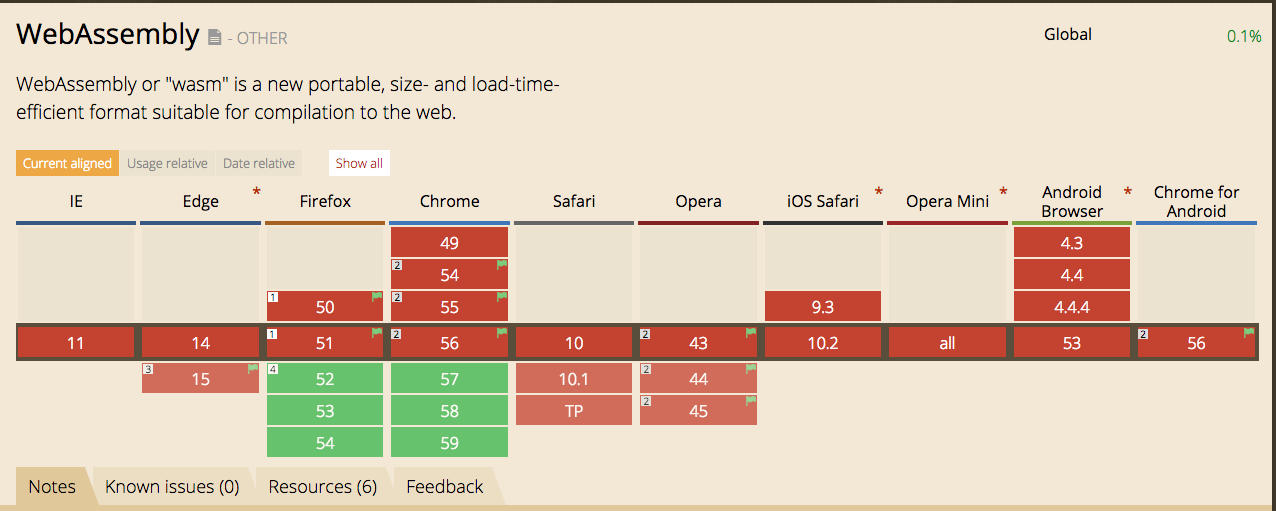 WebAssembly - OTHER
Global 0.1%
WebAssembly or "wasm" is a new portable, size- and load-time-
efficient format suitable for compilation to the web.
Current aligned Usage relative Date relative Show all
IE Edge * Firefox Chrome Safari Opera iOS Safari * Opera Mini * Android Browser * Chrome for Android
49 4.3
2 54 4.4
1 50 2 55 9.3 4.4.4
11 14 1 51 2 56 10 2 43 10.2 all 53 2 56
3 15 4 52 57 10.1 2 44
53 58 TP 2 45
54 59
Notes Known issues (0) Resources (6) Feedback